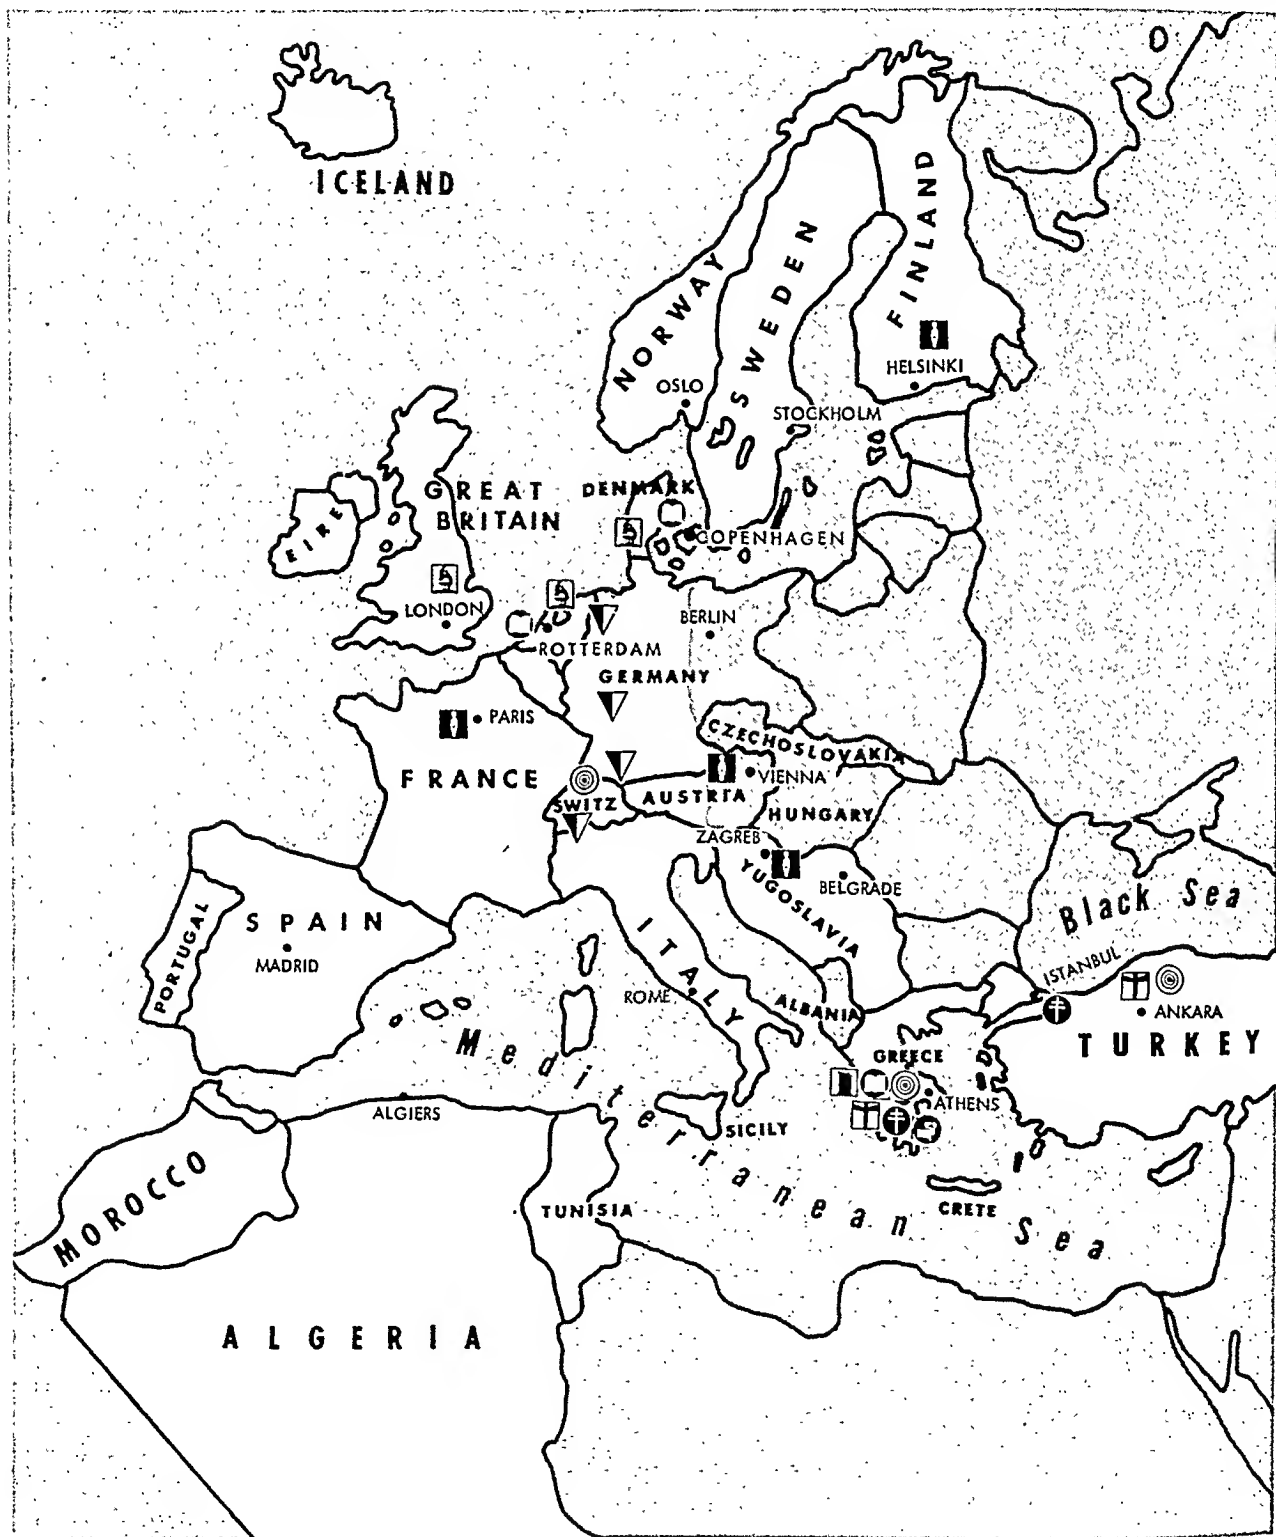 ICELAND
FINLAND
NORWAY
SWEDEN
HELSINKI
OSLO
STOCKHOLM
GREAT
BRITAIN
DENMARK
EIRE
COPENHAGEN
LONDON
BERLIN
ROTTERDAM
GERMANY
PARIS
CZECHOSLOVAKIA
FRANCE
VIENNA
SWITZ
AUSTRIA
HUNGARY
ZAGREB
YUGOSLAVIA
BELGRADE
Black Sea
PORTUGAL
SPAIN
MADRID
ITALY
ROME
ALBANIA
ISTANBUL
ANKARA
TURKEY
GREECE
ATHENS
Mediterranean Sea
ALGIERS
SICILY
MOROCCO
TUNISIA
CRETE
ALGERIA